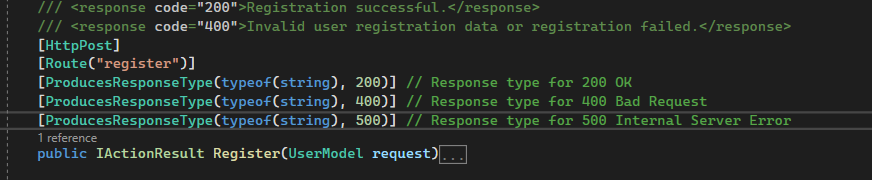 /// <response code="200">Registration successful.</response>
/// <response code="400">Invalid user registration data or registration failed.</response>
[HttpPost]
[Route("register")]
[ProducesResponseType(typeof(string), 200)] // Response type for 200 OK
[ProducesResponseType(typeof(string), 400)] // Response type for 400 Bad Request
[ProducesResponseType(typeof(string), 500)] // Response type for 500 Internal Server Error
1 reference
public IActionResult Register(UserModel request)...